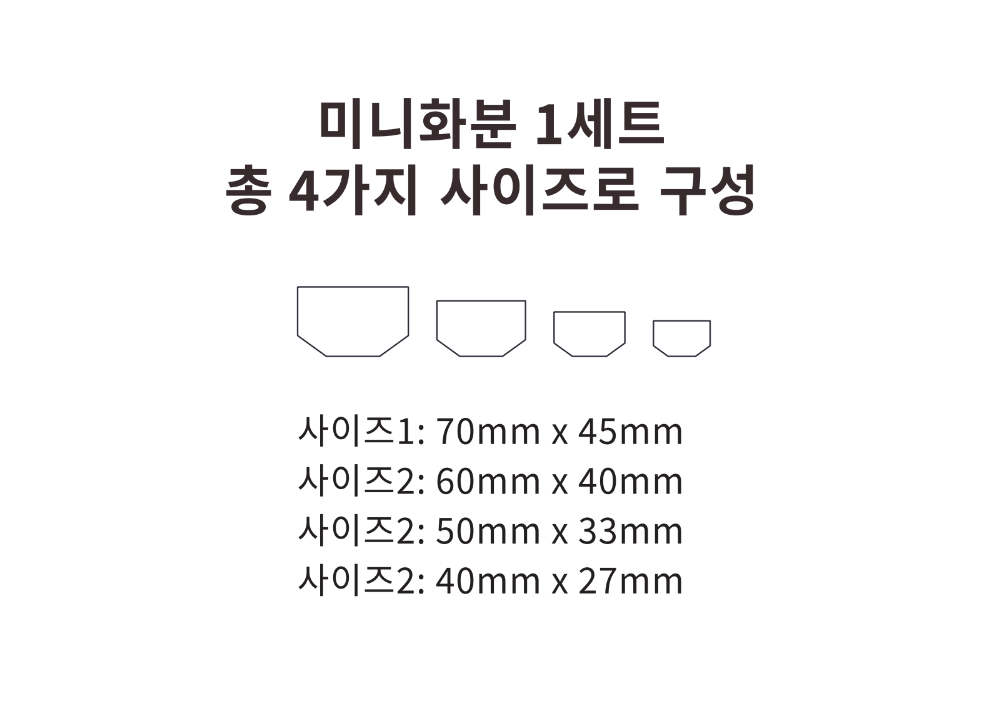 미니화분 1세트
총 4가지 사이즈로 구성
사이즈1: 70mm x 45mm
사이즈2: 60mm x 40mm
사이즈2: 50mm x 33mm
사이즈2: 40mm x 27mm